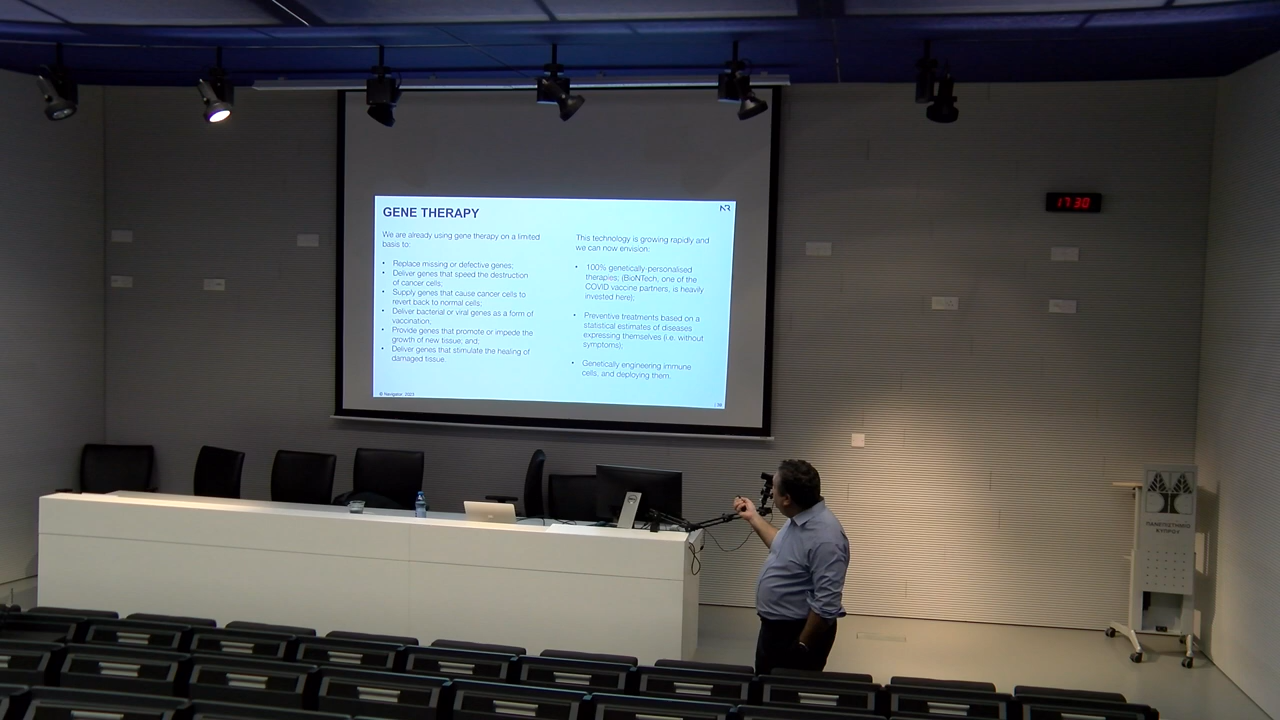 GENE THERAPY
NR
We are already using gene therapy on a limited
basis to:
• Replace missing or defective genes;
• Deliver genes that speed the destruction
of cancer cells;
• Supply genes that cause cancer cells to
revert back to normal cells;
• Deliver bacterial or viral genes as a form of
vaccination;
• Provide genes that promote or impede the
growth of new tissue; and:
• Deliver genes that stimulate the healing of
damaged tissue.
This technology is growing rapidly and
we can now envision:
• 100% genetically-personalised
therapies; (BioNTech, one of the
COVID vaccine partners, is heavily
invested here);
• Preventive treatments based on a
statistical estimates of diseases
expressing themselves (i.e. without
symptoms);
• Genetically engineering immune
cells, and deploying them.
© Navigator, 2023
17 30
ΠΑΝΕΠΙΣΤΗΜΙΟ
ΚΥΠΡΟΥ